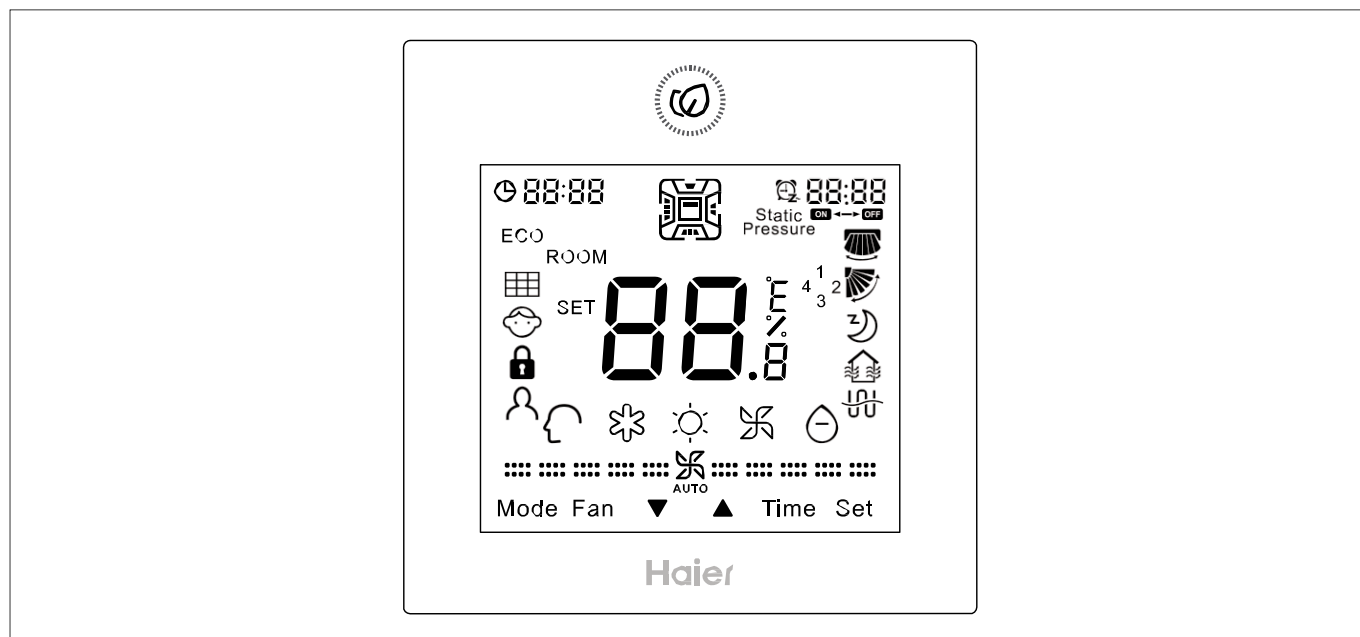 88:88 88:88
Static ON OFF
Pressure
ECO
ROOM
SET 88.8 °E %
1
4 2
3
AUTO
Mode Fan ▼ ▲ Time Set
Haier